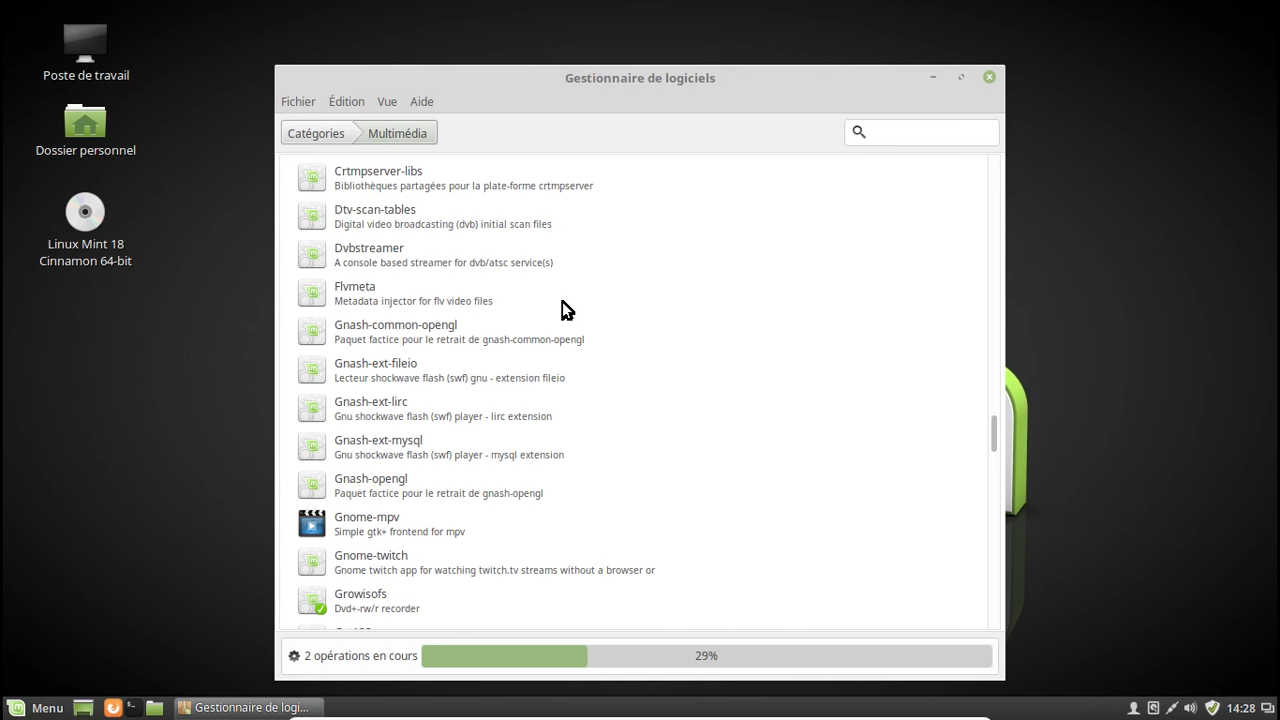 Poste de travail
Dossier personnel
Linux Mint 18
Cinnamon 64-bit
Gestionnaire de logiciels
Fichier Édition Vue Aide
Catégories Multimédia
Crtmpserver-libs
Bibliothèques partagées pour la plate-forme crtmpserver
Dtv-scan-tables
Digital video broadcasting (dvb) initial scan files
Dvbstreamer
A console based streamer for dvb/atsc service(s)
Flvmeta
Metadata injector for flv video files
Gnash-common-opengl
Paquet factice pour le retrait de gnash-common-opengl
Gnash-ext-fileio
Lecteur shockwave flash (swf) gnu - extension fileio
Gnash-ext-lirc
Gnu shockwave flash (swf) player - lirc extension
Gnash-ext-mysql
Gnu shockwave flash (swf) player - mysql extension
Gnash-opengl
Paquet factice pour le retrait de gnash-opengl
Gnome-mpv
Simple gtk+ frontend for mpv
Gnome-twitch
Gnome twitch app for watching twitch.tv streams without a browser or
Growisofs
Dvd+-rw/r recorder
2 opérations en cours 29%
Menu Gestionnaire de logi... 14:28